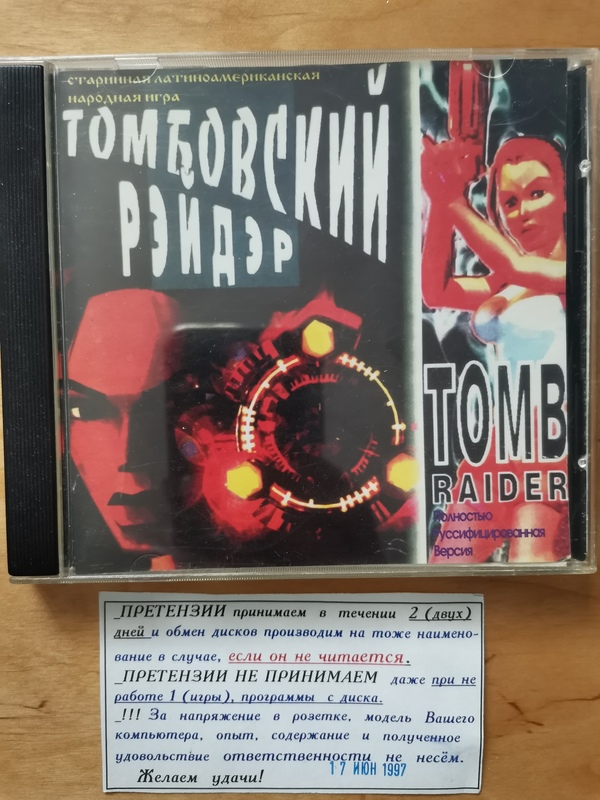 старинная латиноамериканская
народная игра
ТОМБОВСКИЙ
РЭЙДЭР
TOMB
RAIDER
Полностью
Руссифицированная
Версия
_ПРЕТЕНЗИИ принимаем в течении 2 (двух)
дней и обмен дисков производим на тоже наимено-
вание в случае, если он не читается.
_ПРЕТЕНЗИИ НЕ ПРИНИМАЕМ даже при не
работе 1 (игры), программы с диска.
_!!! За напряжение в розетке, модель Вашего
компьютера, опыт, содержание и полученное
удовольствие ответственности не несём.
Желаем удачи!
17 ИЮН 1997